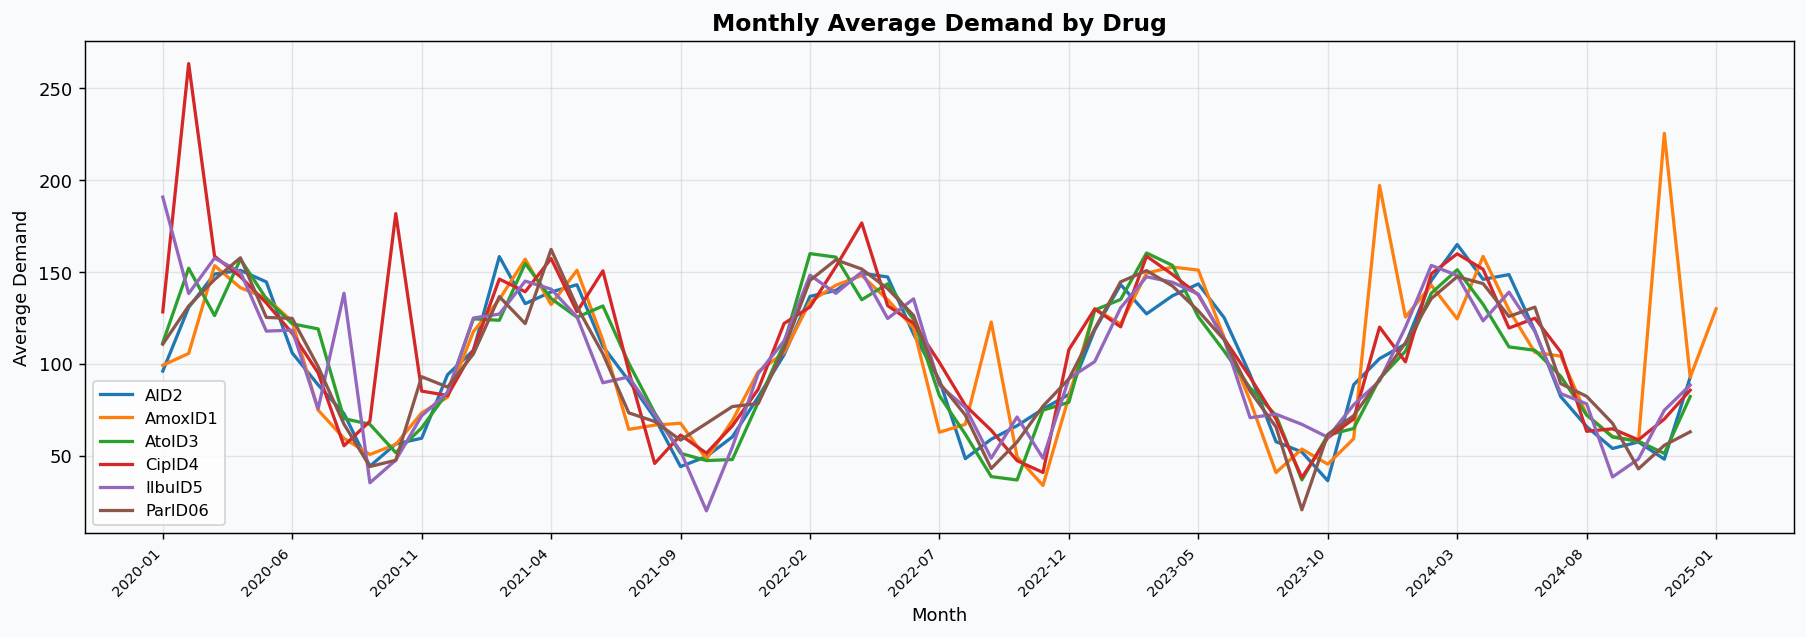 Monthly Average Demand by Drug
Average Demand
250
200
150
100
50
AID2
AmoxID1
AtoID3
CipID4
IlbuID5
ParID06
2020-01
2020-06
2020-11
2021-04
2021-09
2022-02
2022-07
2022-12
2023-05
2023-10
2024-03
2024-08
2025-01
Month